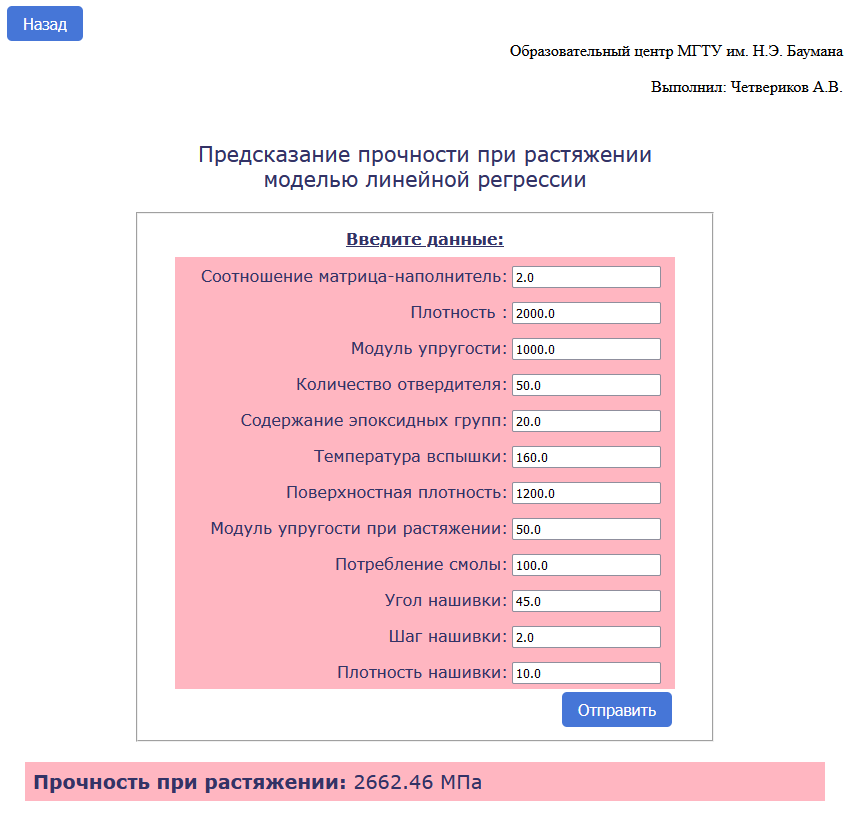 Назад
Образовательный центр МГТУ им. Н.Э. Баумана
Выполнил: Четвериков А.В.
Предсказание прочности при растяжении
моделью линейной регрессии
Введите данные:
Соотношение матрица-наполнитель: 2.0
Плотность : 2000.0
Модуль упругости: 1000.0
Количество отвердителя: 50.0
Содержание эпоксидных групп: 20.0
Температура вспышки: 160.0
Поверхностная плотность: 1200.0
Модуль упругости при растяжении: 50.0
Потребление смолы: 100.0
Угол нашивки: 45.0
Шаг нашивки: 2.0
Плотность нашивки: 10.0
Отправить
Прочность при растяжении: 2662.46 МПа